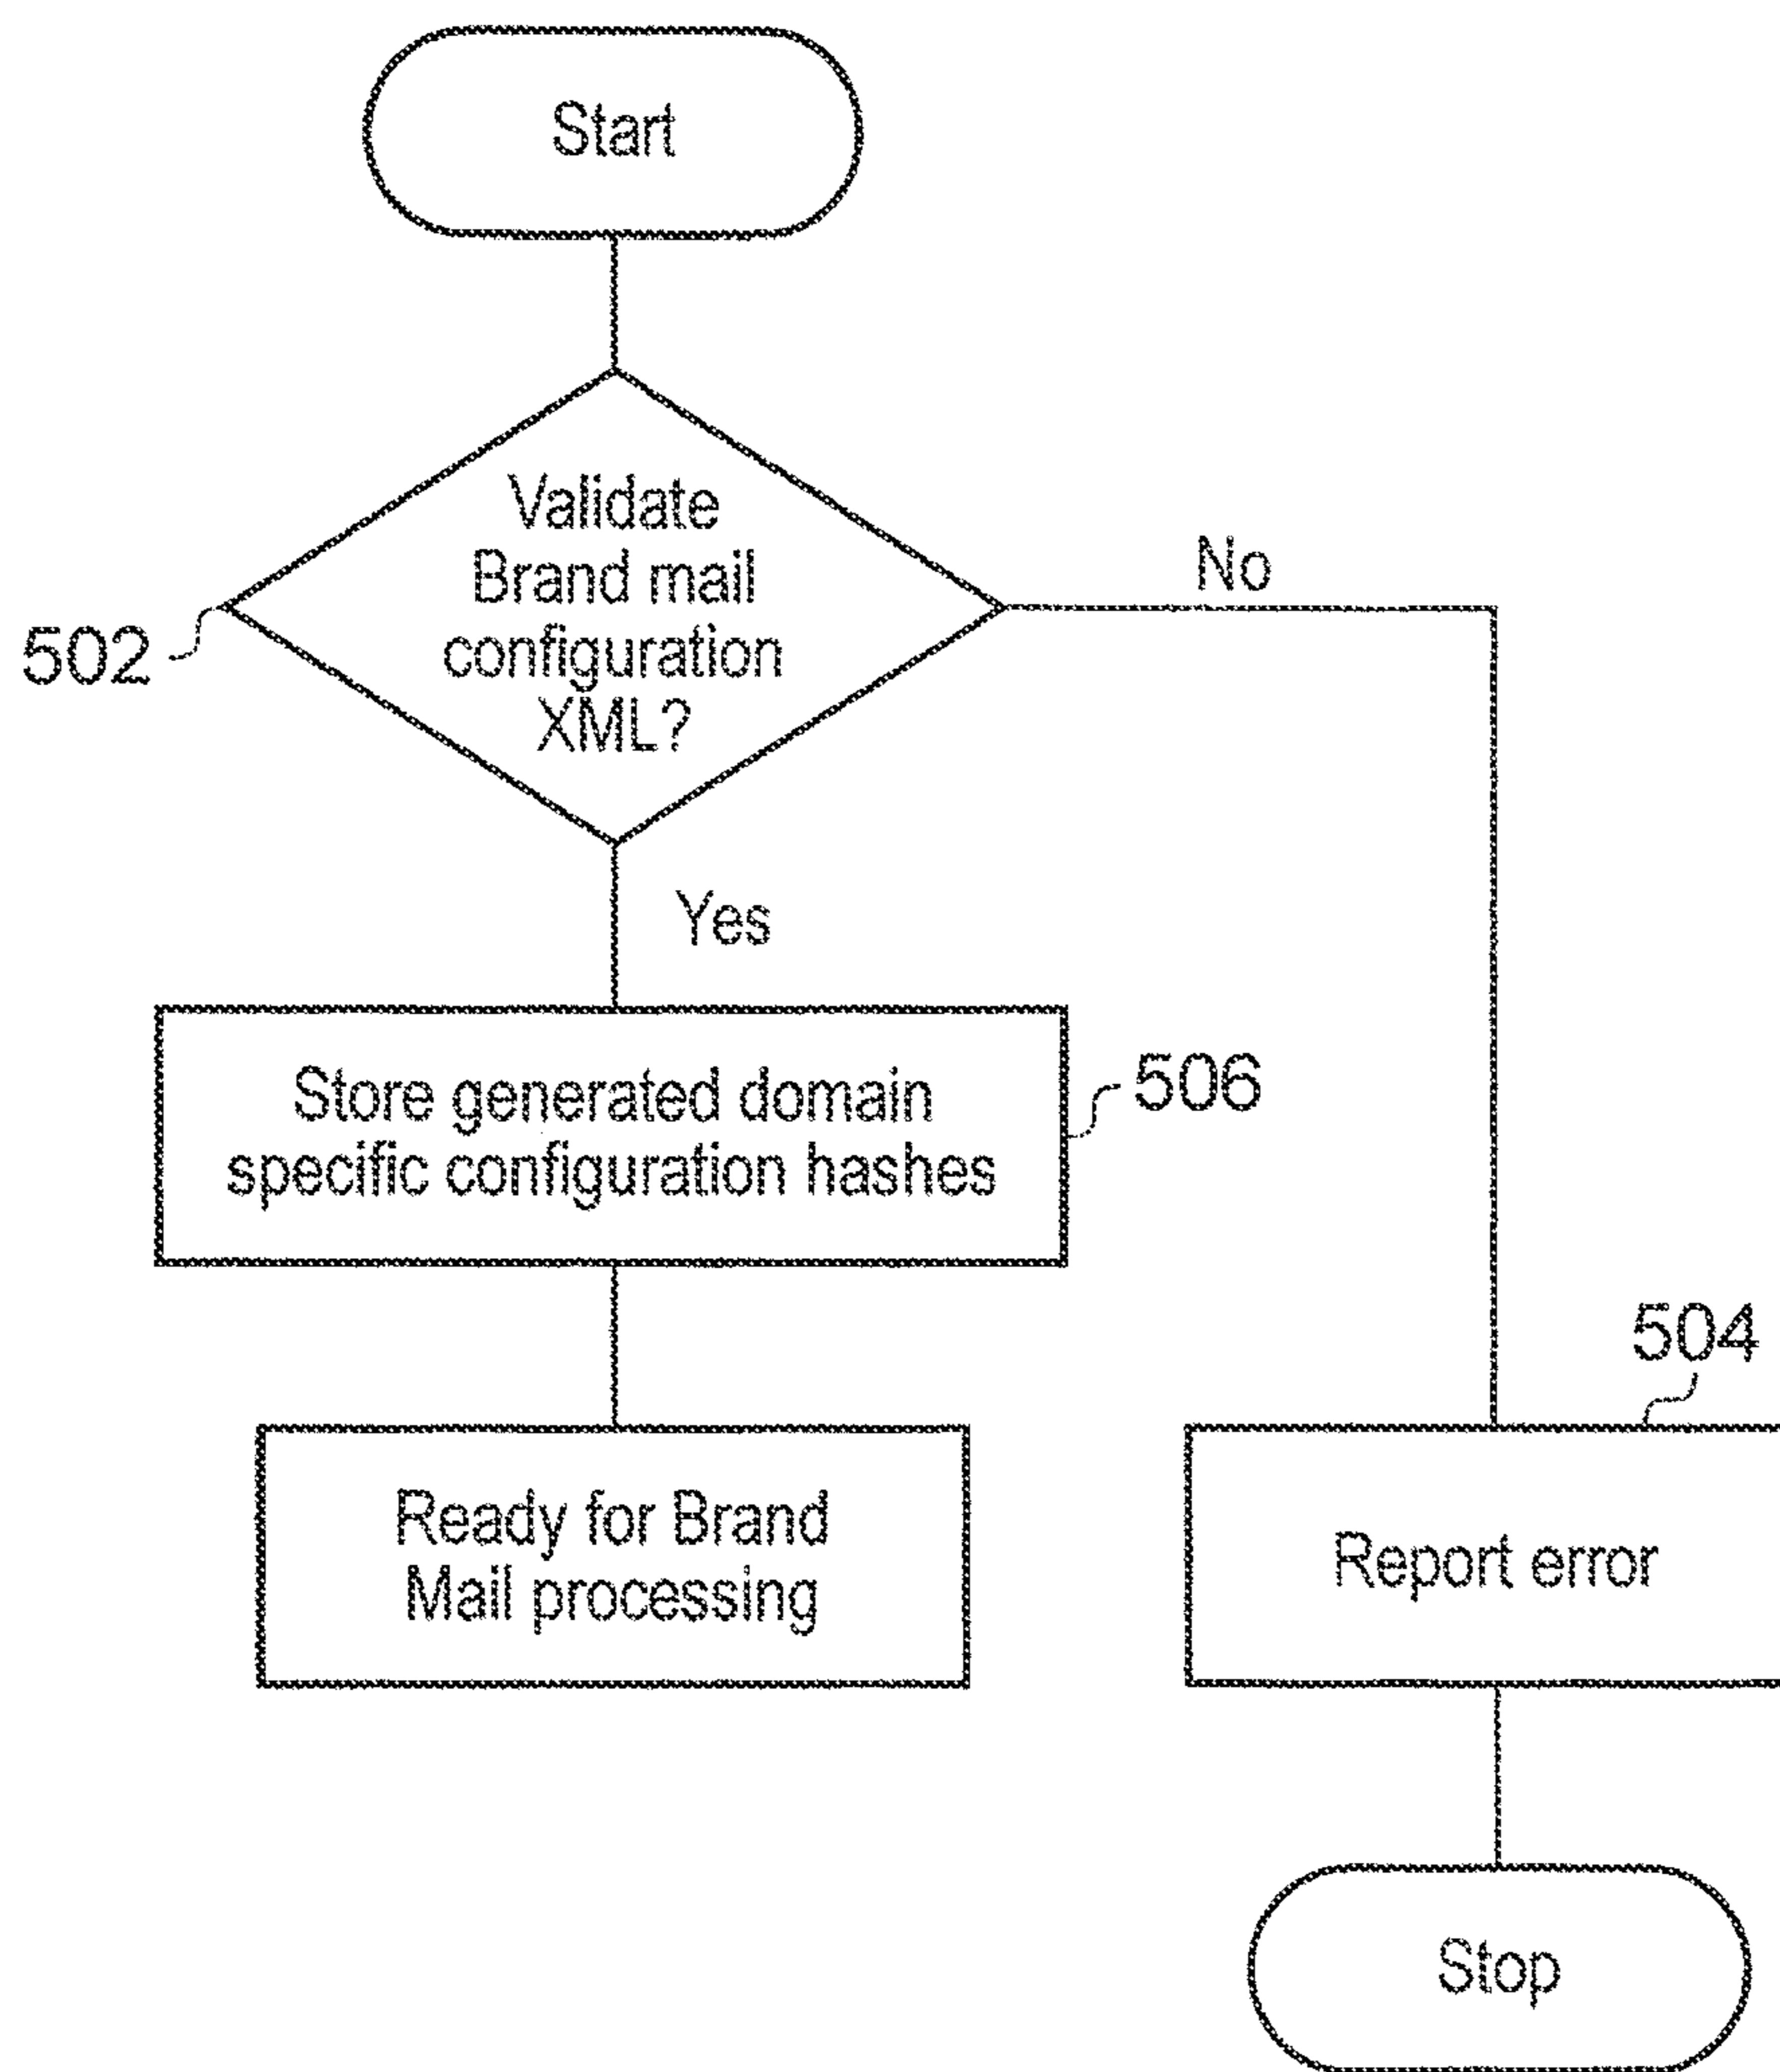 Start
Validate
Brand mail
configuration
XML?
No
502
Yes
Store generated domain
specific configuration hashes
506
504
Ready for Brand
Mail processing
Report error
Stop